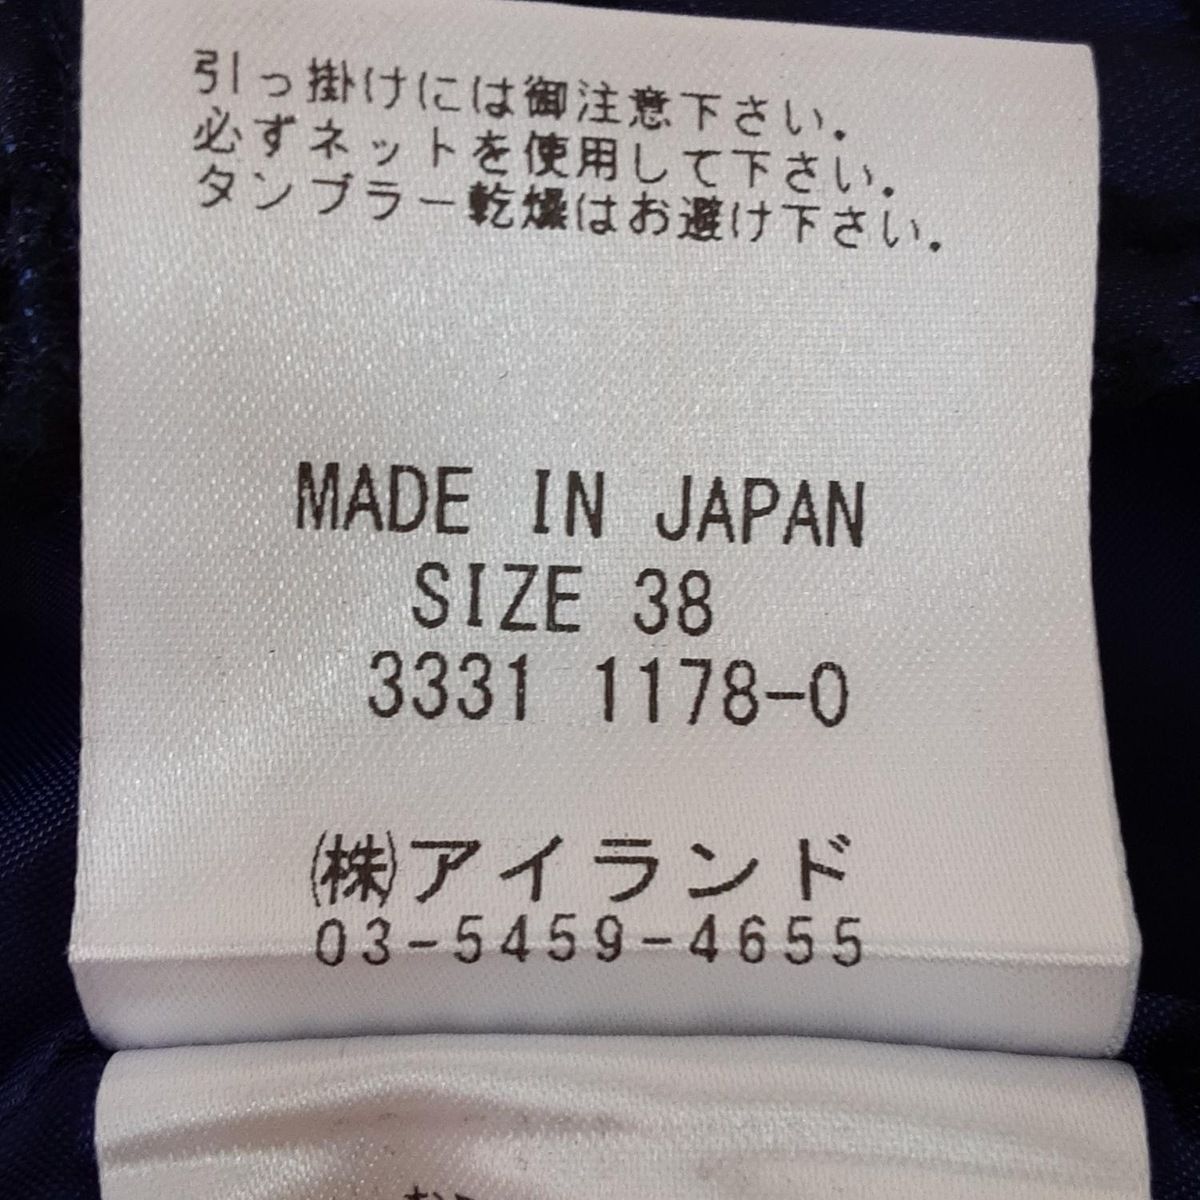 引っ掛けには御注意下さい.
必ずネットを使用して下さい.
タンブラー乾燥はお避け下さい.
MADE IN JAPAN
SIZE 38
3331 1178-0
㈱アイランド
03-5459-4655